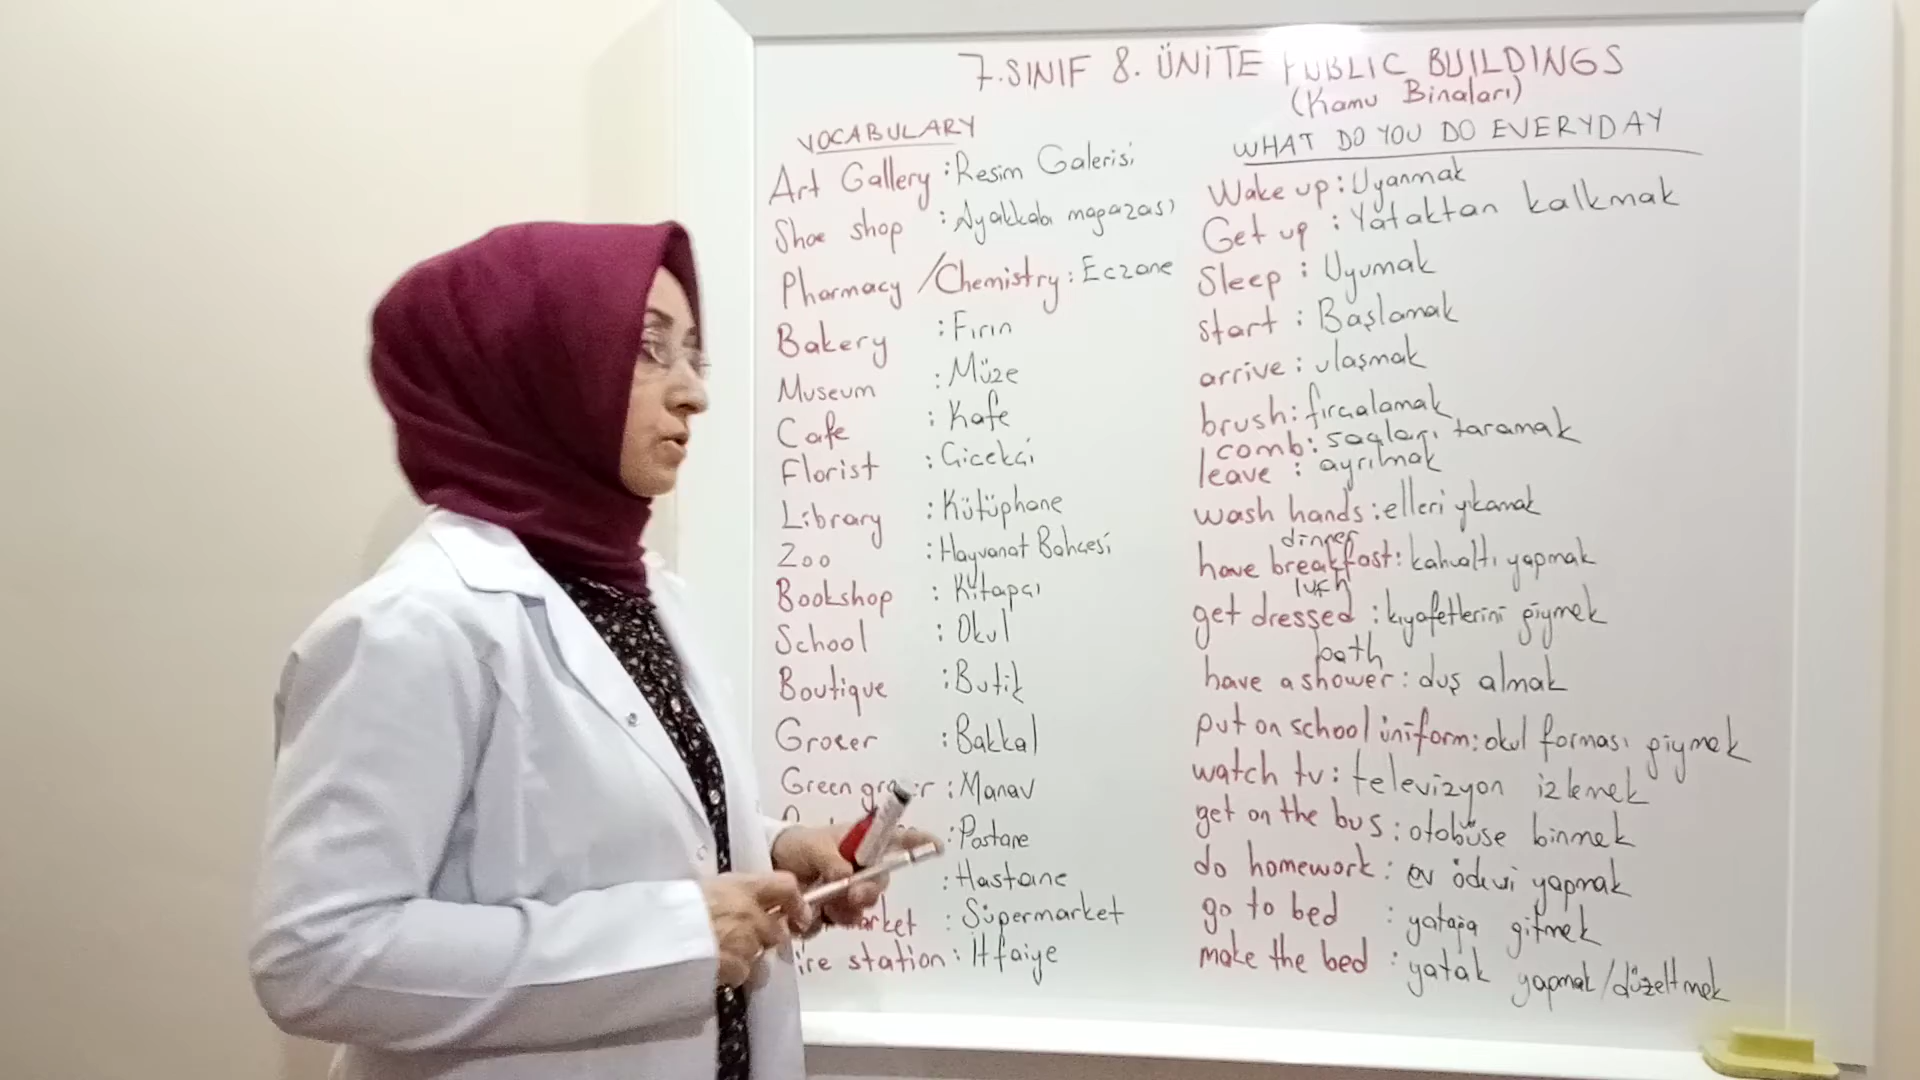 7.SINIF 8. ÜNİTE PUBLIC BUILDINGS
(Kamu Binaları)
VOCABULARY
Art Gallery : Resim Galerisi
Shoe shop : Ayakkabı mağazası
Pharmacy / Chemistry : Eczane
Bakery : Fırın
Museum : Müze
Cafe : Kafe
Florist : Çiçekçi
Library : Kütüphane
Zoo : Hayvanat Bahçesi
Bookshop : Kitapçı
School : Okul
Boutique : Butik
Grocer : Bakkal
Green : Manav
: Postane
: Hastane
: Süpermarket
station : İtfaiye
WHAT DO YOU DO EVERYDAY
Wake up : Uyanmak
Get up : Yataktan kalkmak
Sleep : Uyumak
start : Başlamak
arrive : ulaşmak
brush : fırçalamak
comb : saçları taramak
leave : ayrılmak
wash hands : elleri yıkamak
dinner
have breakfast : kahvaltı yapmak
get dressed : kıyafetlerini giymek
bath
have a shower : duş almak
put on school uniform : okul forması giymek
watch tv : televizyon izlemek
get on the bus : otobüse binmek
do homework : ev ödevi yapmak
go to bed : yatağa gitmek
make the bed : yatak yapmak/düzeltmek